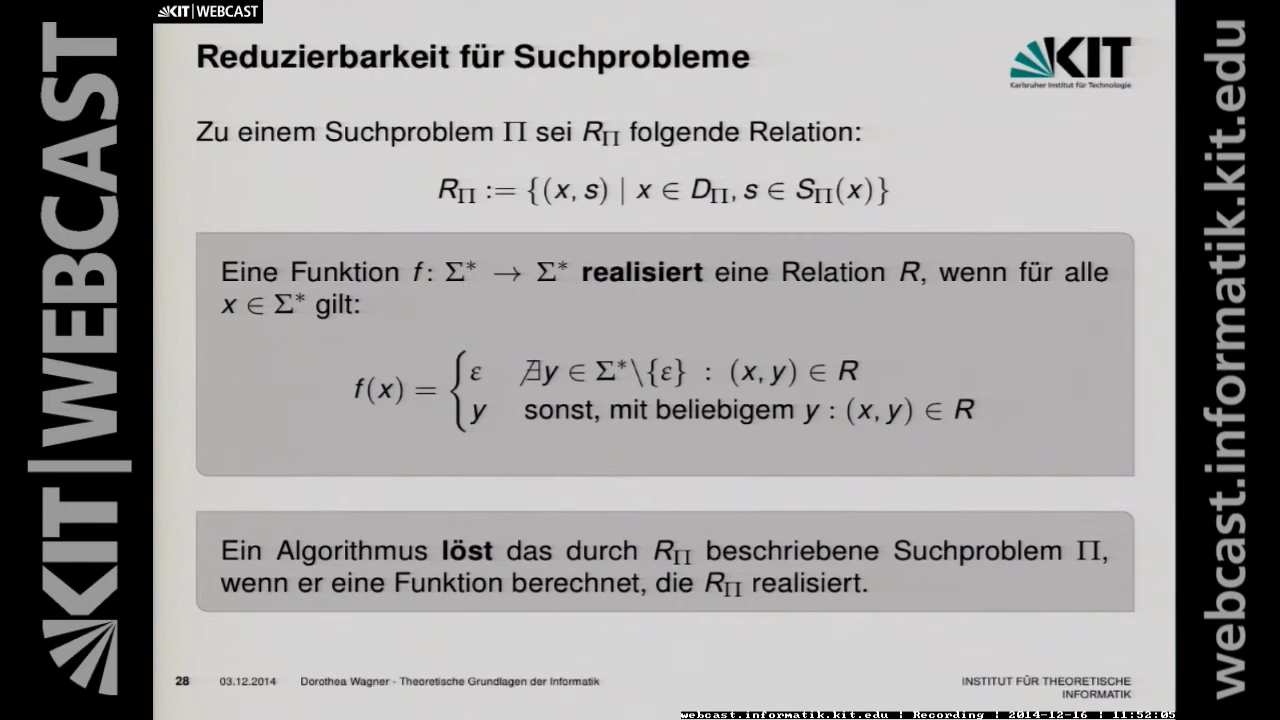 KIT|WEBCAST
KIT|WEBCAST
Reduzierbarkeit für Suchprobleme
KIT
Karlsruher Institut für Technologie
Zu einem Suchproblem Π sei R_Π folgende Relation:
R_Π := {(x, s) | x ∈ D_Π, s ∈ S_Π(x)}
Eine Funktion f: Σ* → Σ* realisiert eine Relation R, wenn für alle
x ∈ Σ* gilt:
f(x) = { ε ∄y ∈ Σ*\{ε} : (x, y) ∈ R
y sonst, mit beliebigem y : (x, y) ∈ R
Ein Algorithmus löst das durch R_Π beschriebene Suchproblem Π,
wenn er eine Funktion berechnet, die R_Π realisiert.
28 03.12.2014 Dorothea Wagner - Theoretische Grundlagen der Informatik
INSTITUT FÜR THEORETISCHE
INFORMATIK
webcast.informatik.kit.edu | Recording | 2014-12-16 | 11:52:05
webcast.informatik.kit.edu